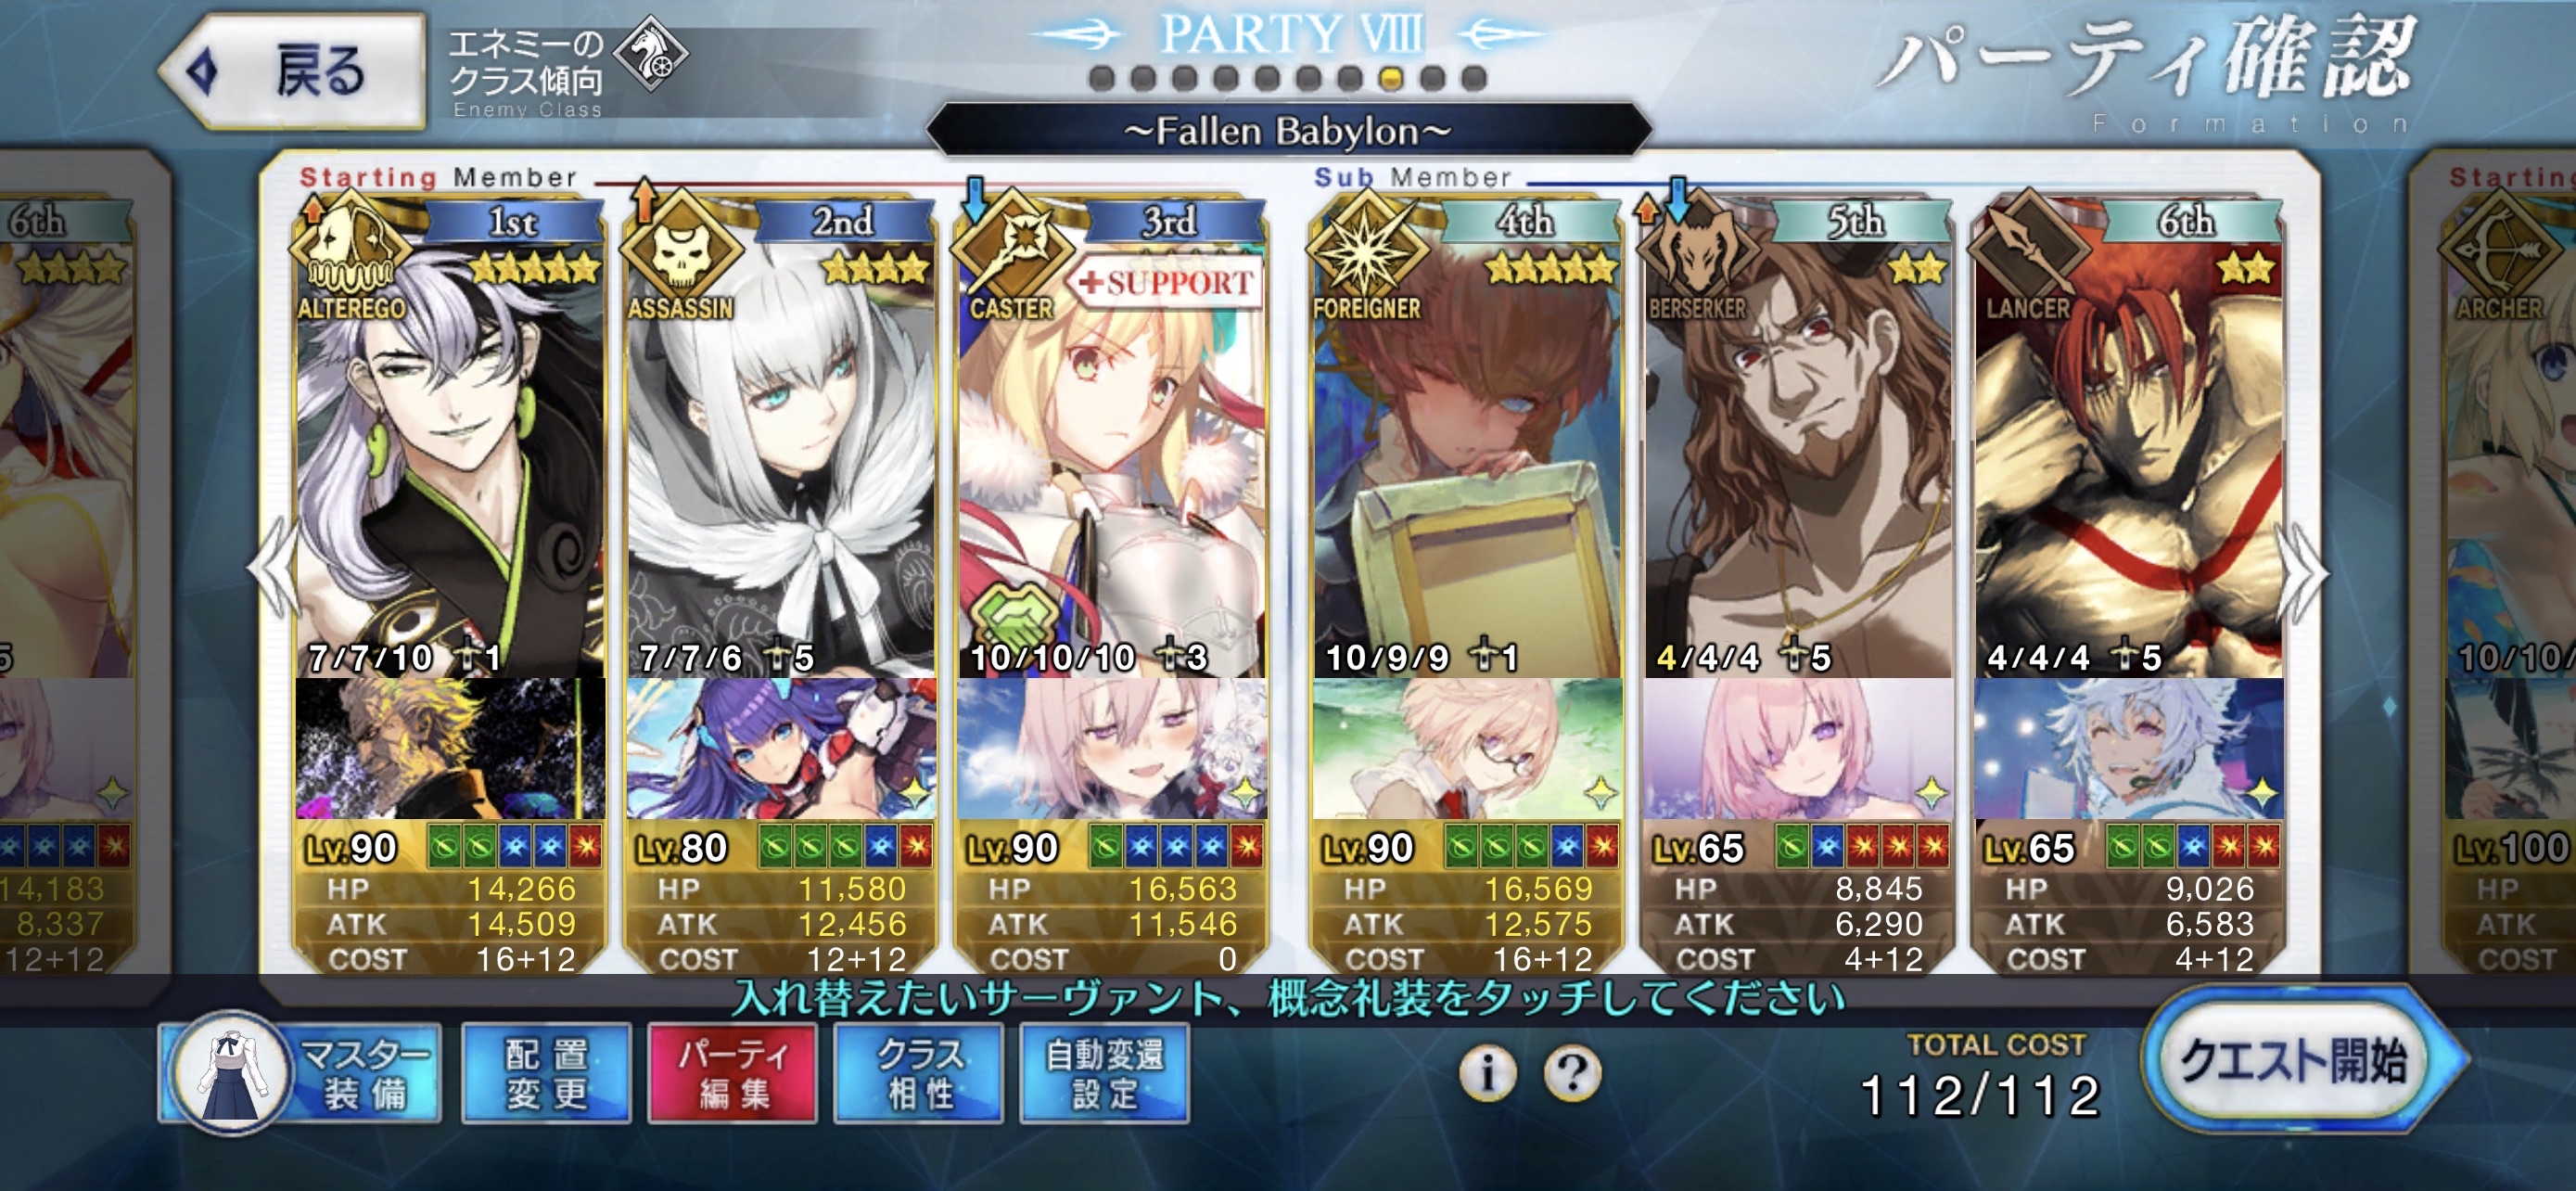 戻る
エネミーの
クラス傾向
Enemy Class
PARTY VIII
～Fallen Babylon～
パーティ確認
Formation
Starting Member
Sub Member
Starting
6th
5
14,183
8,337
12+12
1st
ALTEREGO
7/7/10 1
Lv.90
HP 14,266
ATK 14,509
COST 16+12
2nd
ASSASSIN
7/7/6 5
Lv.80
HP 11,580
ATK 12,456
COST 12+12
3rd
+SUPPORT
CASTER
10/10/10 3
Lv.90
HP 16,563
ATK 11,546
COST 0
4th
FOREIGNER
10/9/9 1
Lv.90
HP 16,569
ATK 12,575
COST 16+12
5th
BERSERKER
4/4/4 5
Lv.65
HP 8,845
ATK 6,290
COST 4+12
6th
LANCER
4/4/4 5
Lv.65
HP 9,026
ATK 6,583
COST 4+12
ARCHER
10/10/
Lv.100
HP
ATK
COST
入れ替えたいサーヴァント、概念礼装をタッチしてください
マスター
装備
配置
変更
パーティ
編集
クラス
相性
自動変還
設定
i
?
TOTAL COST
112/112
クエスト開始